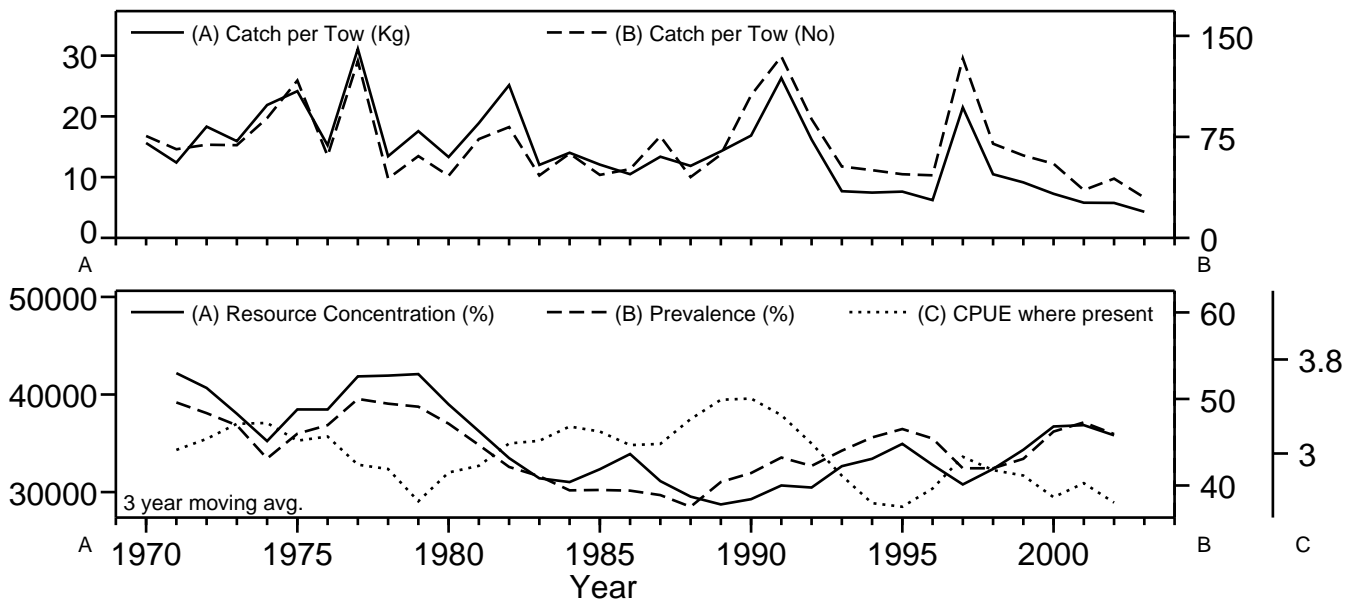 (A) Catch per Tow (Kg) (B) Catch per Tow (No)
30
20
10
0
150
75
0
A
B
(A) Resource Concentration (%) (B) Prevalence (%) (C) CPUE where present
50000
40000
30000
60
50
40
3.8
3
3 year moving avg.
A
1970 1975 1980 1985 1990 1995 2000
B
C
Year